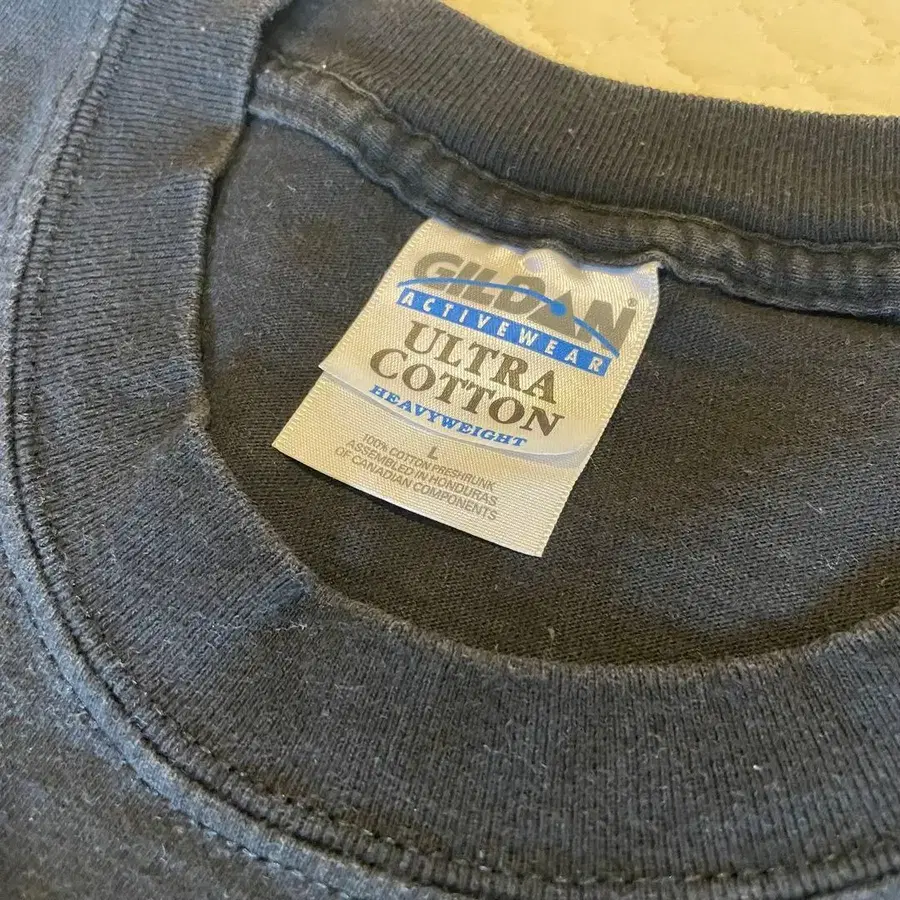 GILDAN®
ACTIVEWEAR
ULTRA
COTTON
HEAVYWEIGHT
L
100% COTTON PRESHRUNK
ASSEMBLED IN HONDURAS
OF CANADIAN COMPONENTS